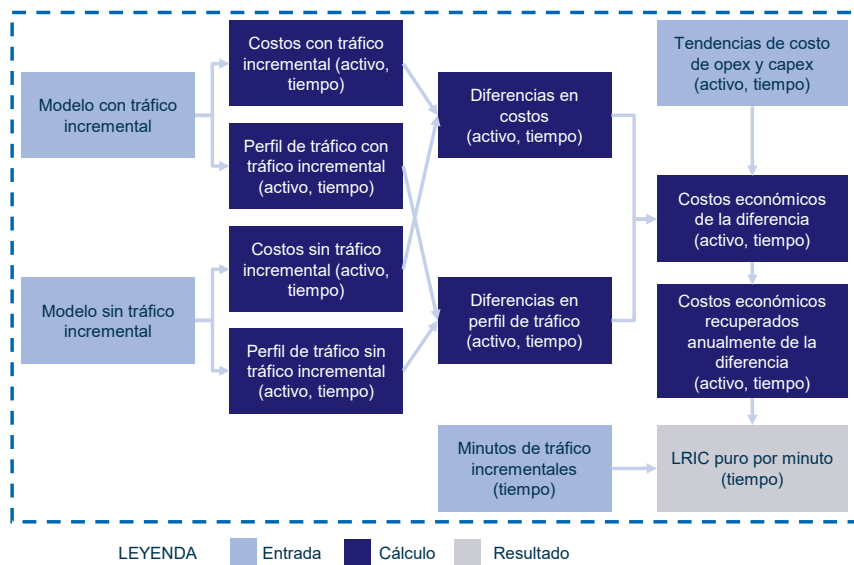 Modelo con tráfico
incremental
Costos con tráfico
incremental (activo,
tiempo)
Perfil de tráfico con
tráfico incremental
(activo, tiempo)
Modelo sin tráfico
incremental
Costos sin tráfico
incremental (activo,
tiempo)
Perfil de tráfico sin
tráfico incremental
(activo, tiempo)
Diferencias en
costos
(activo, tiempo)
Diferencias en
perfil de tráfico
(activo, tiempo)
Tendencias de costo
de opex y capex
(activo, tiempo)
Costos económicos
de la diferencia
(activo, tiempo)
Costos económicos
recuperados
anualmente de la
diferencia
(activo, tiempo)
Minutos de tráfico
incrementales
(tiempo)
LRIC puro por minuto
(tiempo)
LEYENDA
Entrada
Cálculo
Resultado